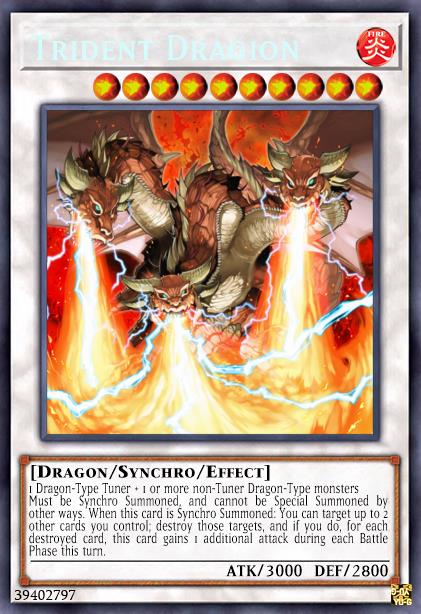 Trident Dragion
FIRE
炎
[Dragon/Synchro/Effect]
1 Dragon-Type Tuner + 1 or more non-Tuner Dragon-Type monsters
Must be Synchro Summoned, and cannot be Special Summoned by
other ways. When this card is Synchro Summoned: You can target up to 2
other cards you control; destroy those targets, and if you do, for each
destroyed card, this card gains 1 additional attack during each Battle
Phase this turn.
ATK/3000 DEF/2800
39402797